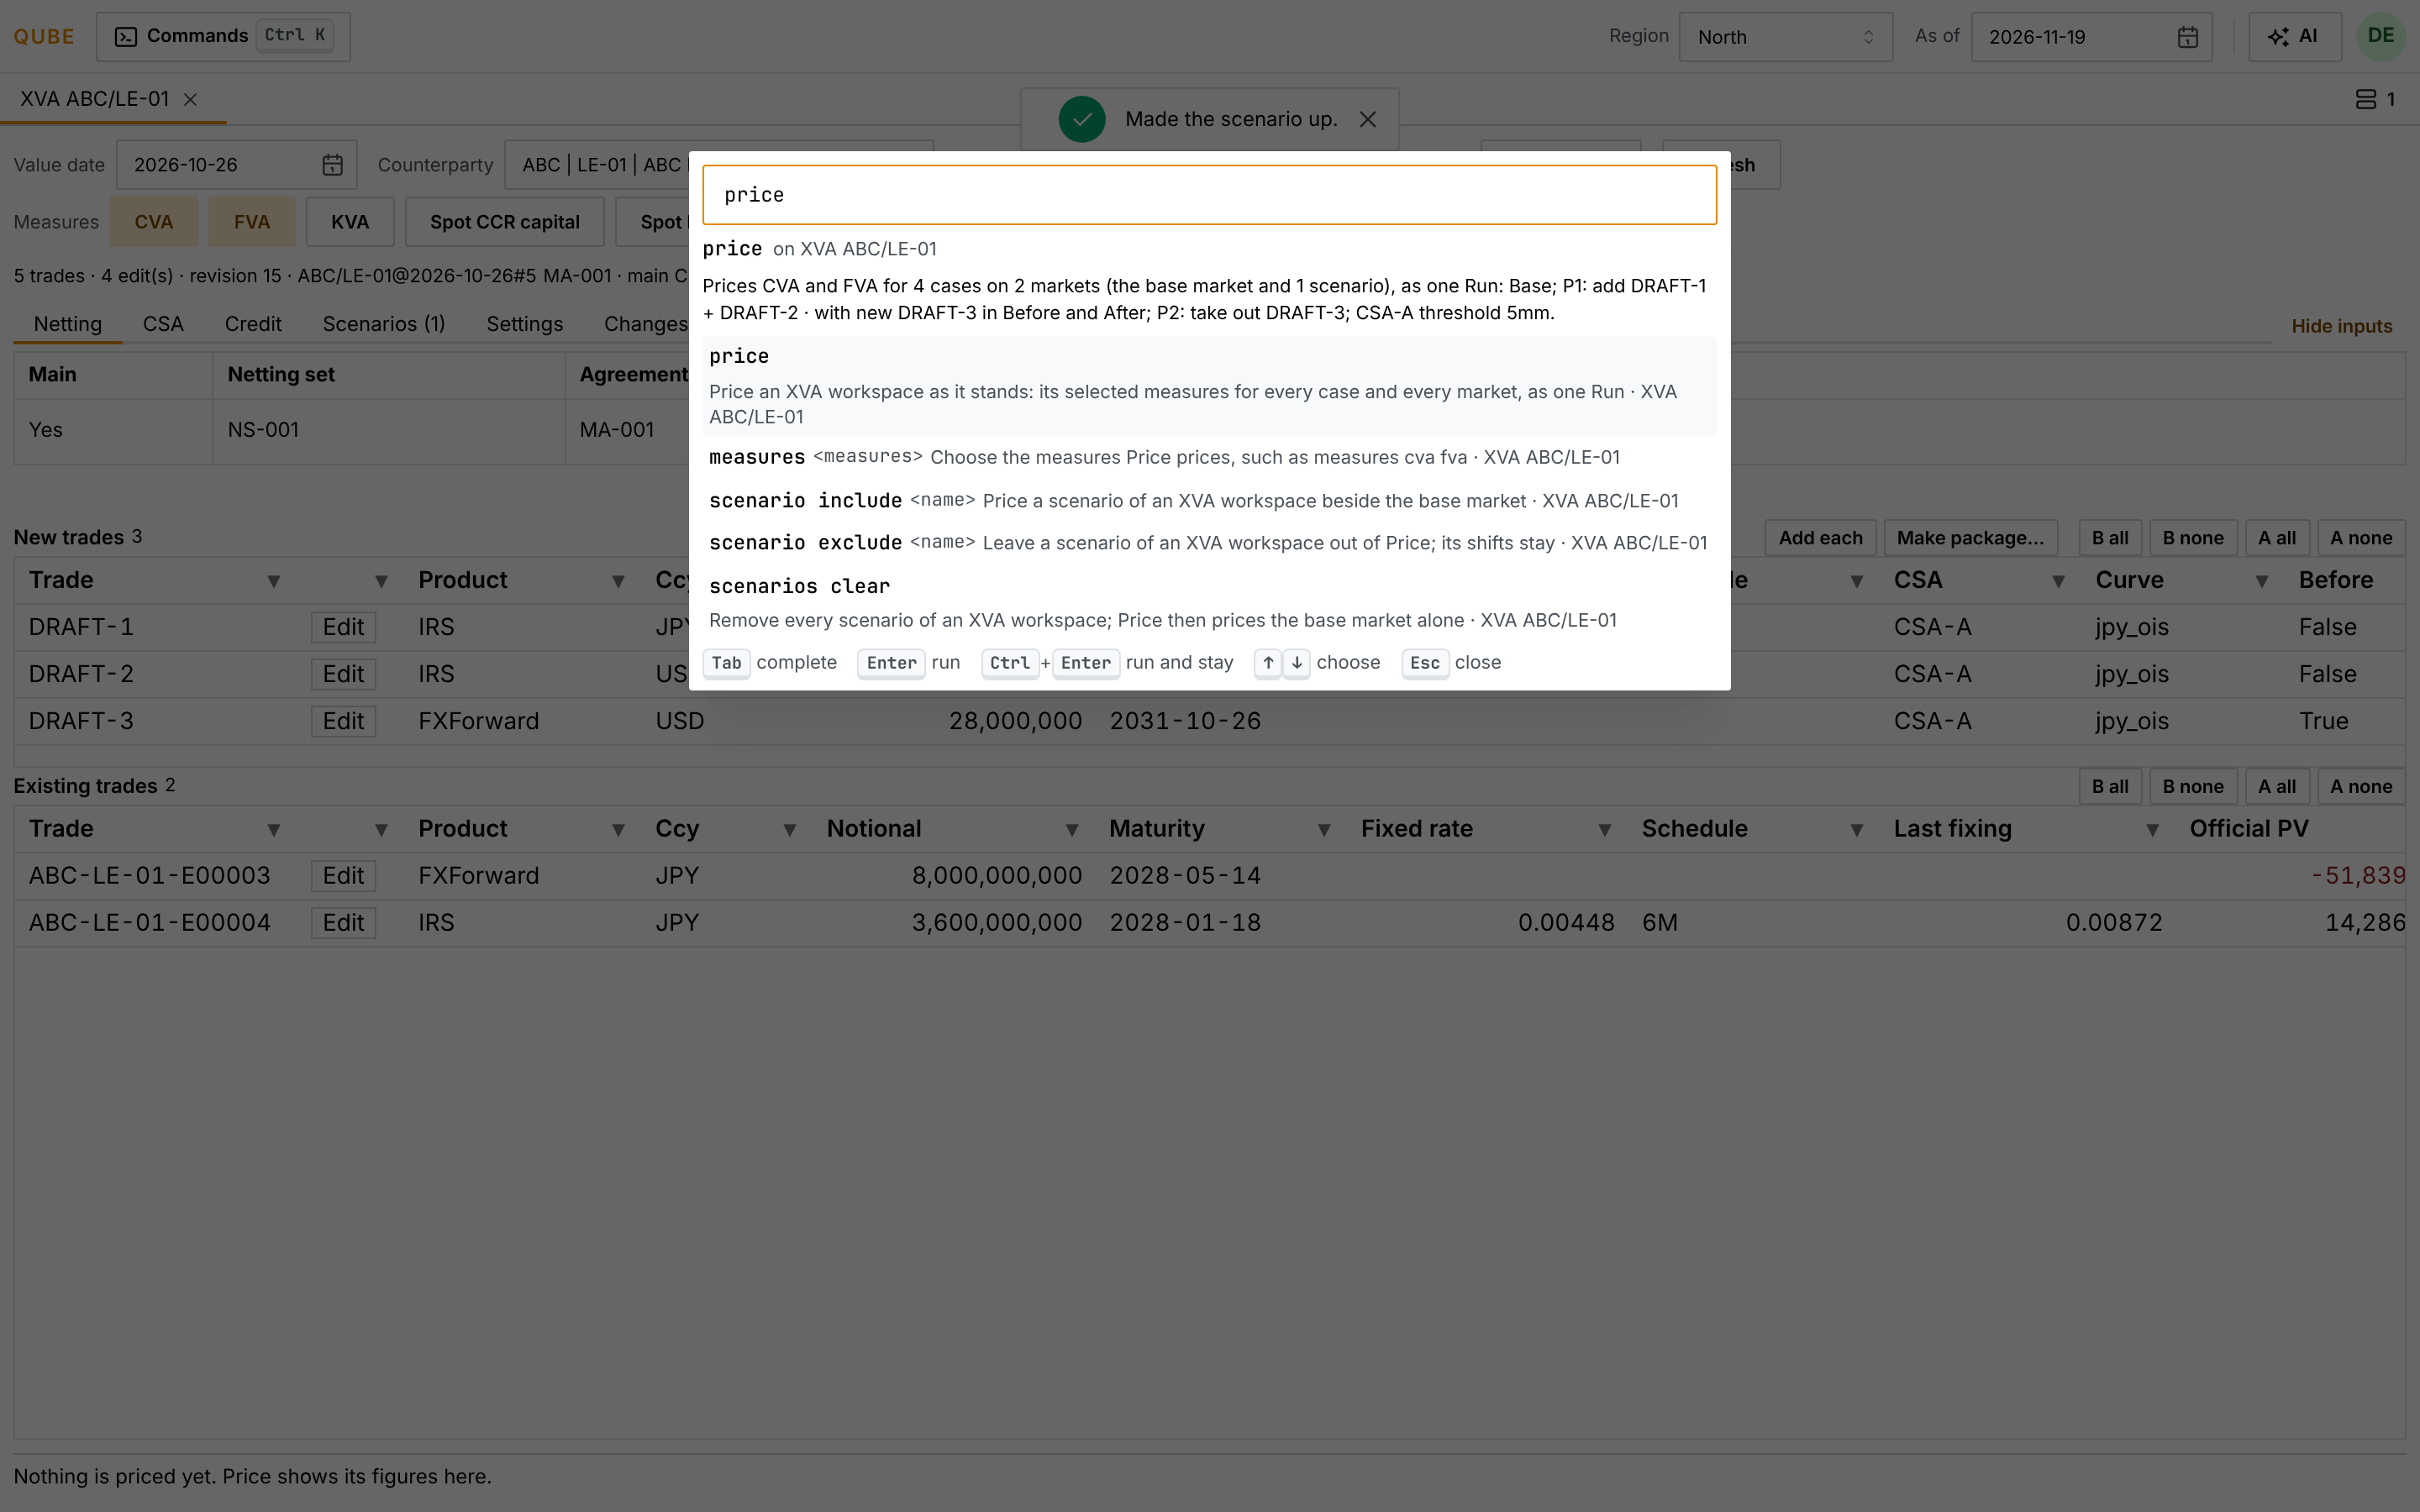 QUBE Commands Ctrl K Region North As of 2026-11-19 AI DE
XVA ABC/LE-01 1
Made the scenario up.
Value date 2026-10-26 Counterparty ABC | LE-01 | ABC
Measures CVA FVA KVA Spot CCR capital Spot
5 trades · 4 edit(s) · revision 15 · ABC/LE-01@2026-10-26#5 MA-001 · main
Netting CSA Credit Scenarios (1) Settings Changes Hide inputs
Main Netting set Agreement
Yes NS-001 MA-001
price
price on XVA ABC/LE-01
Prices CVA and FVA for 4 cases on 2 markets (the base market and 1 scenario), as one Run: Base; P1: add DRAFT-1
+ DRAFT-2 · with new DRAFT-3 in Before and After; P2: take out DRAFT-3; CSA-A threshold 5mm.
price
Price an XVA workspace as it stands: its selected measures for every case and every market, as one Run · XVA
ABC/LE-01
measures <measures> Choose the measures Price prices, such as measures cva fva · XVA ABC/LE-01
scenario include <name> Price a scenario of an XVA workspace beside the base market · XVA ABC/LE-01
scenario exclude <name> Leave a scenario of an XVA workspace out of Price; its shifts stay · XVA ABC/LE-01
scenarios clear
Remove every scenario of an XVA workspace; Price then prices the base market alone · XVA ABC/LE-01
Tab complete Enter run Ctrl + Enter run and stay ↑ ↓ choose Esc close
New trades 3 Add each Make package... B all B none A all A none
Trade Product CSA Curve Before
DRAFT-1 Edit IRS CSA-A jpy_ois False
DRAFT-2 Edit IRS CSA-A jpy_ois False
DRAFT-3 Edit FXForward USD 28,000,000 2031-10-26 CSA-A jpy_ois True
Existing trades 2 B all B none A all A none
Trade Product Ccy Notional Maturity Fixed rate Schedule Last fixing Official PV
ABC-LE-01-E00003 Edit FXForward JPY 8,000,000,000 2028-05-14 -51,839
ABC-LE-01-E00004 Edit IRS JPY 3,600,000,000 2028-01-18 0.00448 6M 0.00872 14,286
Nothing is priced yet. Price shows its figures here.